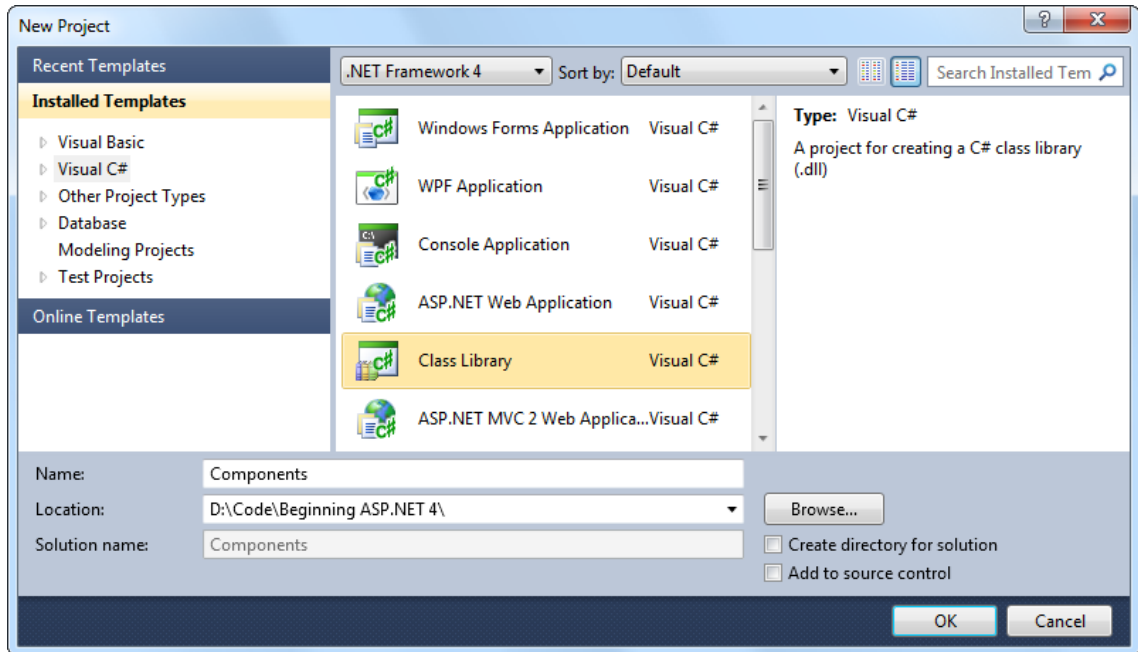 New Project
Recent Templates
Installed Templates
Visual Basic
Visual C#
Other Project Types
Database
Modeling Projects
Test Projects
Online Templates
.NET Framework 4 Sort by: Default Search Installed Tem
Windows Forms Application Visual C#
WPF Application Visual C#
Console Application Visual C#
ASP.NET Web Application Visual C#
Class Library Visual C#
ASP.NET MVC 2 Web Applica...Visual C#
Type: Visual C#
A project for creating a C# class library
(.dll)
Name: Components
Location: D:\Code\Beginning ASP.NET 4\ Browse...
Solution name: Components
Create directory for solution
Add to source control
OK Cancel